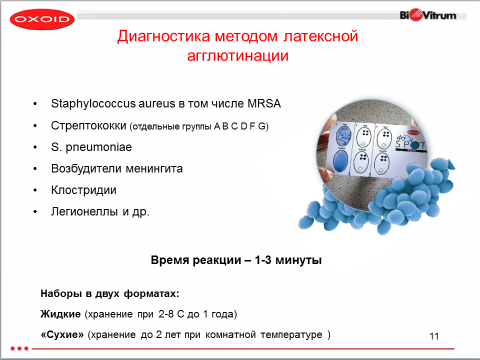 OXOID
BiOVitrum
Диагностика методом латексной
агглютинации
• Staphylococcus aureus в том числе MRSA
• Стрептококки (отдельные группы A B C D F G)
• S. pneumoniae
• Возбудители менингита
• Клостридии
• Легионеллы и др.
SPOT
Время реакции – 1-3 минуты
Наборы в двух форматах:
Жидкие (хранение при 2-8 С до 1 года)
«Сухие» (хранение до 2 лет при комнатной температуре )
11